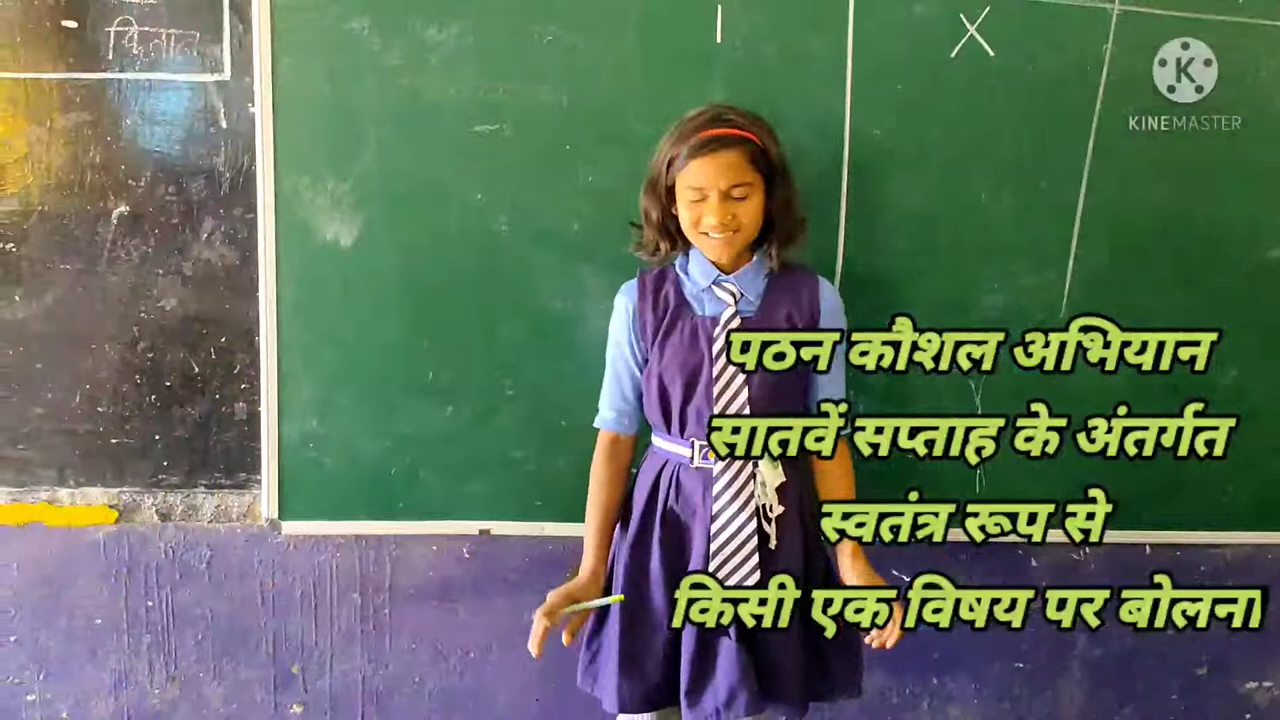 किताब
I
X
KINEMASTER
पठन कौशल अभियान
सातवें सप्ताह के अंतर्गत
स्वतंत्र रूप से
किसी एक विषय पर बोलना